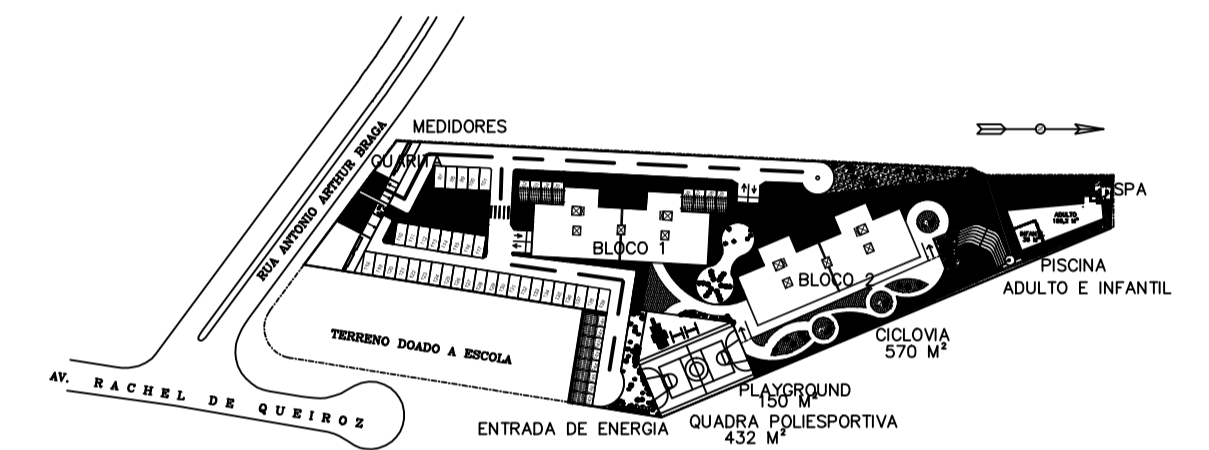 MEDIDORES
GUARITA
RUA ANTONIO ARTHUR BRAGA
SPA
ADULTO
BLOCO 1
BLOCO 2
PISCINA
ADULTO E INFANTIL
TERRENO DOADO A ESCOLA
CICLOVIA
570 M²
AV. RACHEL DE QUEIROZ
PLAYGROUND
150 M²
QUADRA POLIESPORTIVA
432 M²
ENTRADA DE ENERGIA